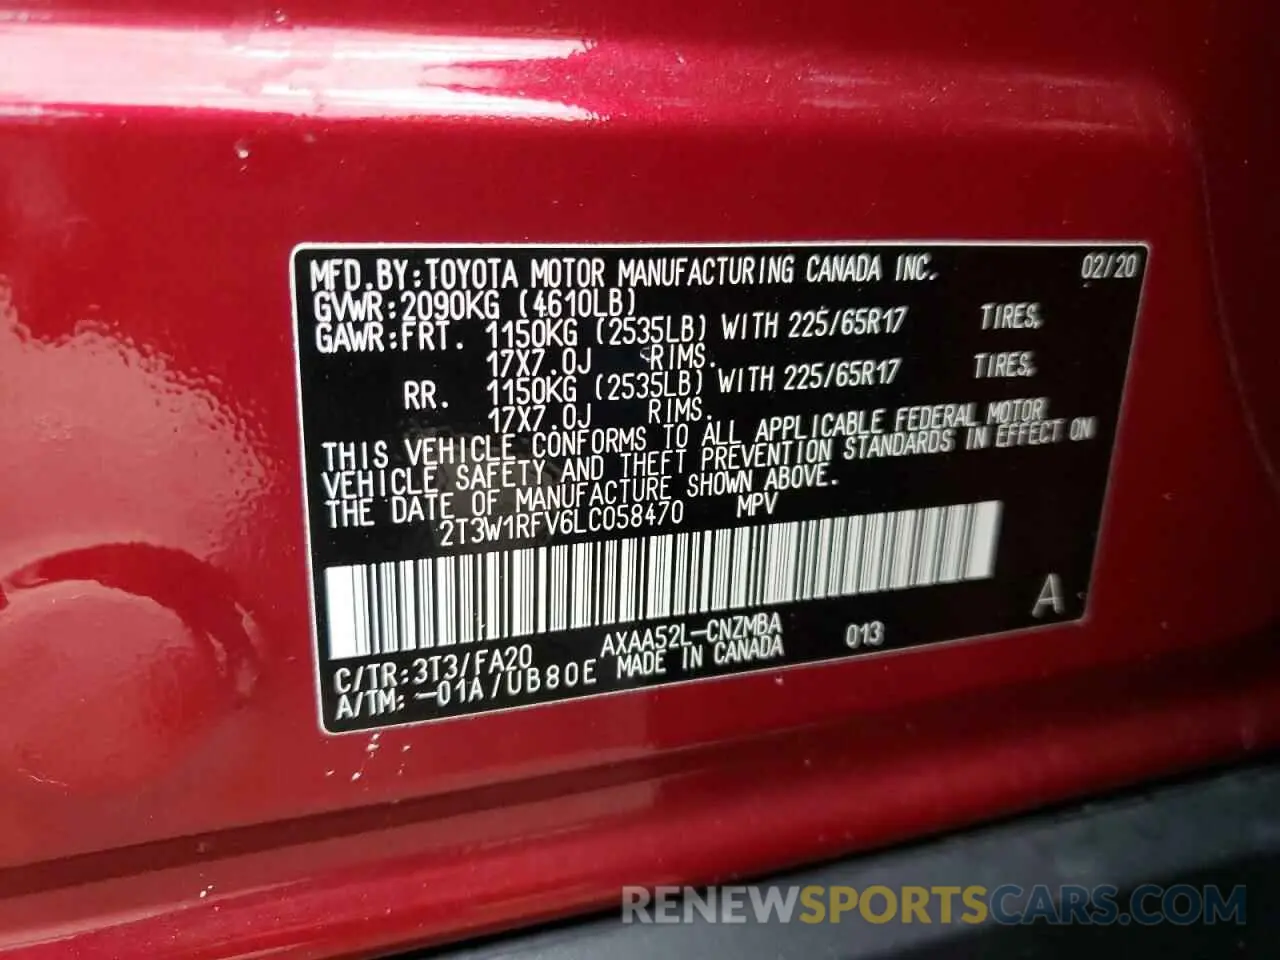 MFD.BY:TOYOTA MOTOR MANUFACTURING CANADA INC. 02/20
GVWR:2090KG (4610LB)
GAWR:FRT. 1150KG (2535LB) WITH 225/65R17 TIRES,
17X7.0J RIMS.
RR. 1150KG (2535LB) WITH 225/65R17 TIRES,
17X7.0J RIMS.
THIS VEHICLE CONFORMS TO ALL APPLICABLE FEDERAL MOTOR
VEHICLE SAFETY AND THEFT PREVENTION STANDARDS IN EFFECT ON
THE DATE OF MANUFACTURE SHOWN ABOVE.
2T3W1RFV6LC058470 MPV
A
C/TR:3T3/FA20 AXAA52L-CNZMBA 013
A/TM:-01A/UB80E MADE IN CANADA
RENEWSPORTSCARS.COM